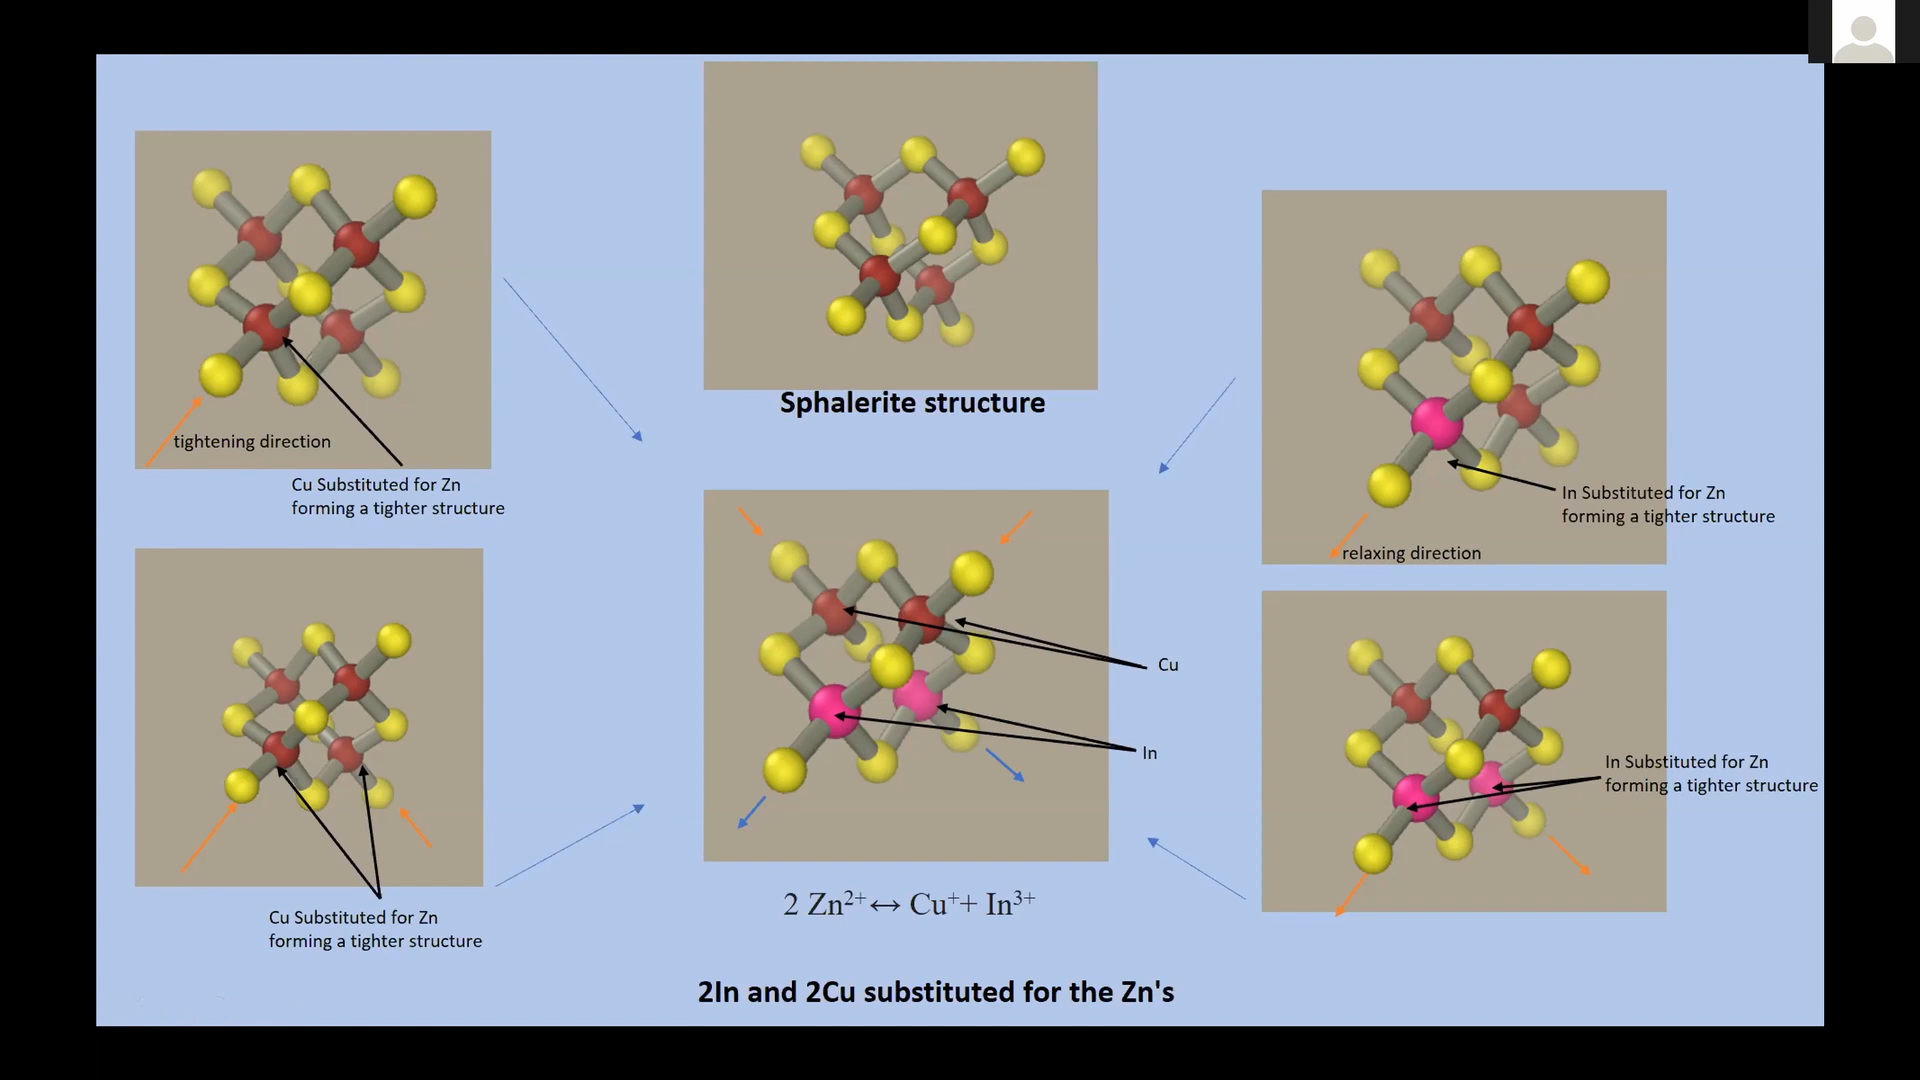 Sphalerite structure
tightening direction
Cu Substituted for Zn
forming a tighter structure
In Substituted for Zn
forming a tighter structure
relaxing direction
Cu
In
Cu Substituted for Zn
forming a tighter structure
In Substituted for Zn
forming a tighter structure
2 Zn²⁺↔ Cu⁺+ In³⁺
2In and 2Cu substituted for the Zn's